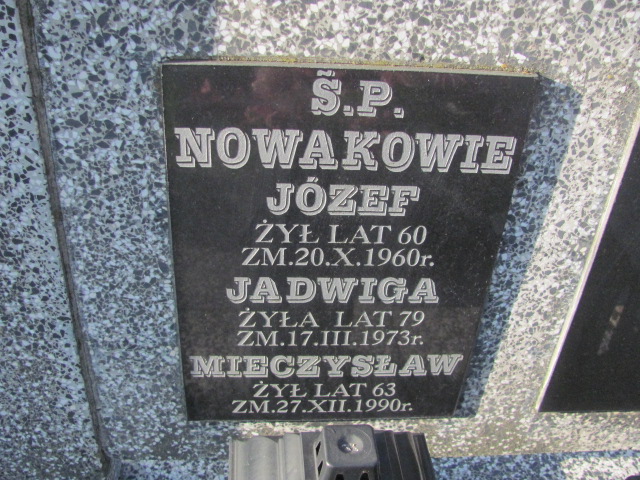 Ś.P.
NOWAKOWIE
JÓZEF
ŻYŁ LAT 60
ZM.20.X.1960r.
JADWIGA
ŻYŁA LAT 79
ZM.17.III.1973r.
MIECZYSŁAW
ŻYŁ LAT 63
ZM.27.XII.1990r.